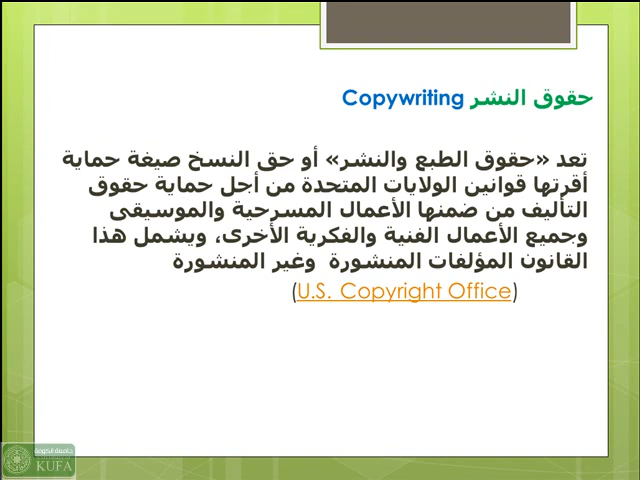 حقوق النشر Copywriting
تعد «حقوق الطبع والنشر» أو حق النسخ صيغة حماية
أقرتها قوانين الولايات المتحدة من أجل حماية حقوق
التأليف من ضمنها الأعمال المسرحية والموسيقى
وجميع الأعمال الفنية والفكرية الأخرى، ويشمل هذا
القانون المؤلفات المنشورة وغير المنشورة
(U.S. Copyright Office)
جامعة الكوفة
KUFA